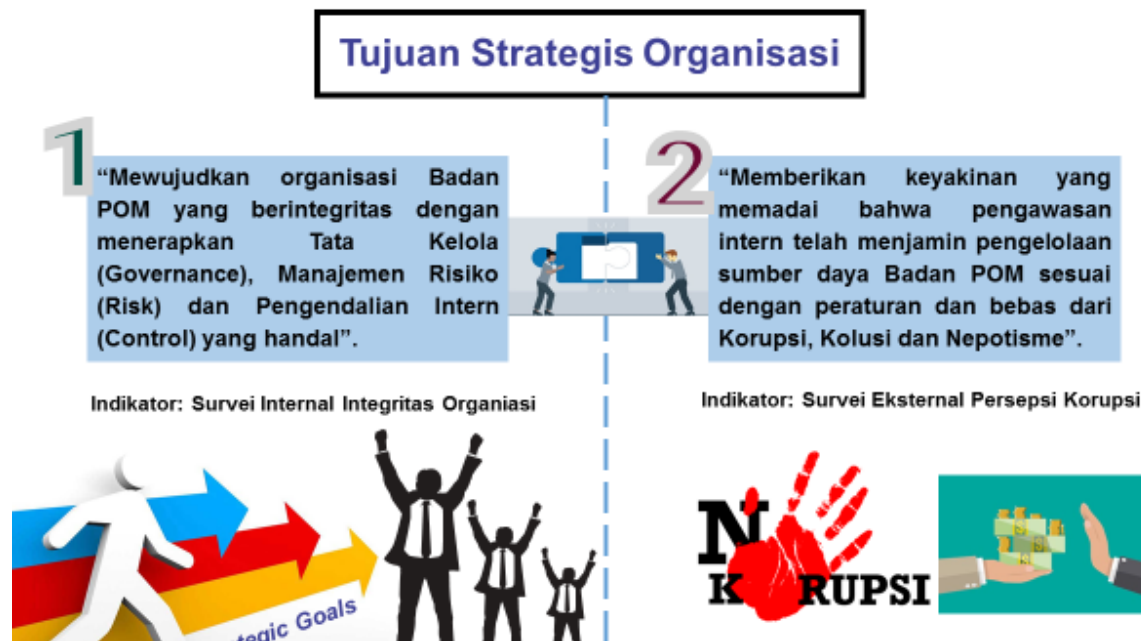 Tujuan Strategis Organisasi
1
“Mewujudkan organisasi Badan
POM yang berintegritas dengan
menerapkan Tata Kelola
(Governance), Manajemen Risiko
(Risk) dan Pengendalian Intern
(Control) yang handal”.
Indikator: Survei Internal Integritas Organiasi
2
“Memberikan keyakinan yang
memadai bahwa pengawasan
intern telah menjamin pengelolaan
sumber daya Badan POM sesuai
dengan peraturan dan bebas dari
Korupsi, Kolusi dan Nepotisme”.
Indikator: Survei Eksternal Persepsi Korupsi
Goals
N
K RUPSI